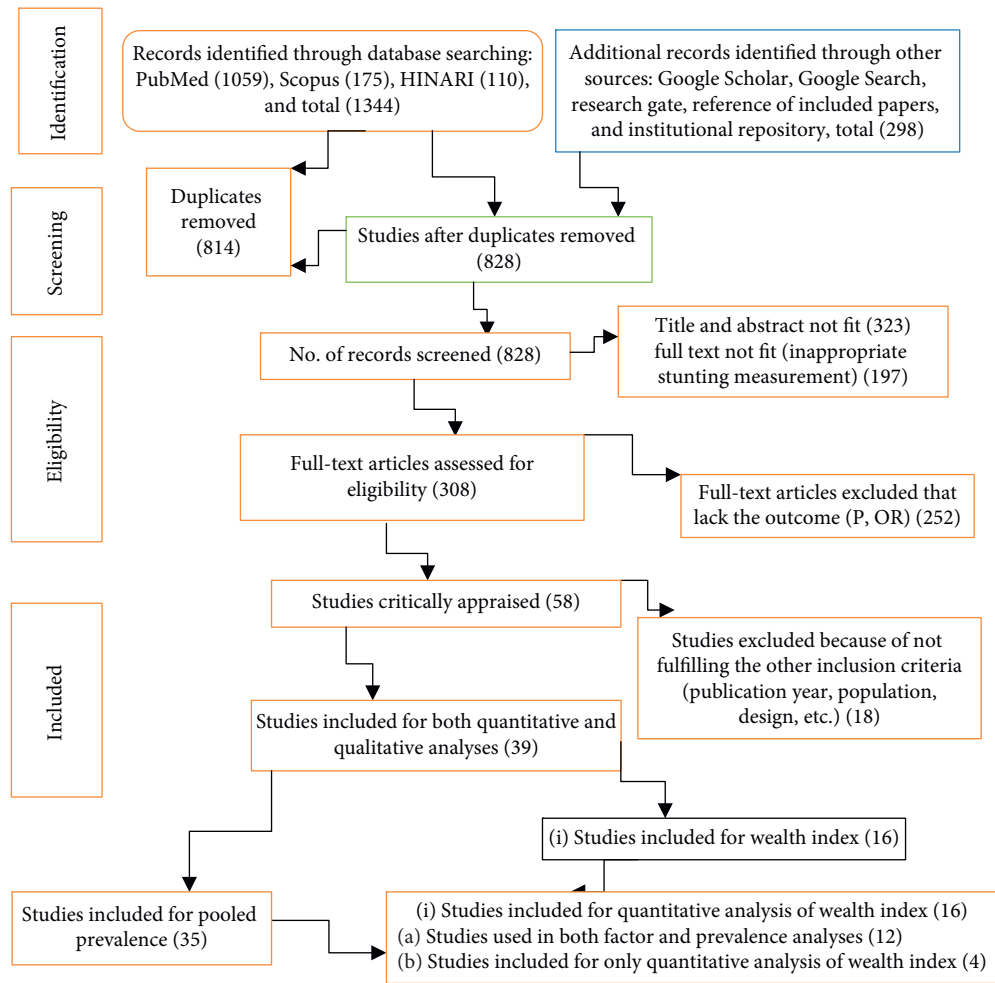 Identification
Records identified through database searching:
PubMed (1059), Scopus (175), HINARI (110),
and total (1344)
Additional records identified through other
sources: Google Scholar, Google Search,
research gate, reference of included papers,
and institutional repository, total (298)
Screening
Duplicates
removed
(814)
Studies after duplicates removed
(828)
Eligibility
No. of records screened (828)
Title and abstract not fit (323)
full text not fit (inappropriate
stunting measurement) (197)
Full-text articles assessed for
eligibility (308)
Full-text articles excluded that
lack the outcome (P, OR) (252)
Included
Studies critically appraised (58)
Studies excluded because of not
fulfilling the other inclusion criteria
(publication year, population,
design, etc.) (18)
Studies included for both quantitative and
qualitative analyses (39)
(i) Studies included for wealth index (16)
Studies included for pooled
prevalence (35)
(i) Studies included for quantitative analysis of wealth index (16)
(a) Studies used in both factor and prevalence analyses (12)
(b) Studies included for only quantitative analysis of wealth index (4)